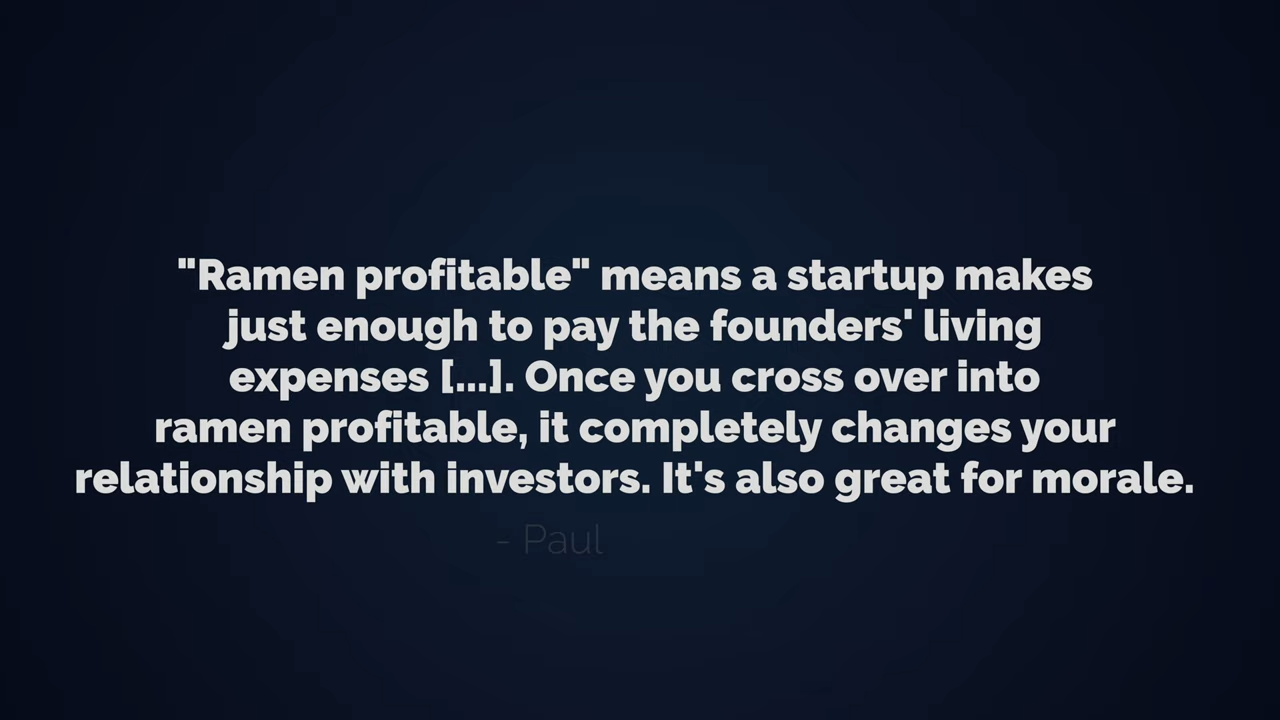 "Ramen profitable" means a startup makes
just enough to pay the founders' living
expenses [...]. Once you cross over into
ramen profitable, it completely changes your
relationship with investors. It's also great for morale.
- Paul